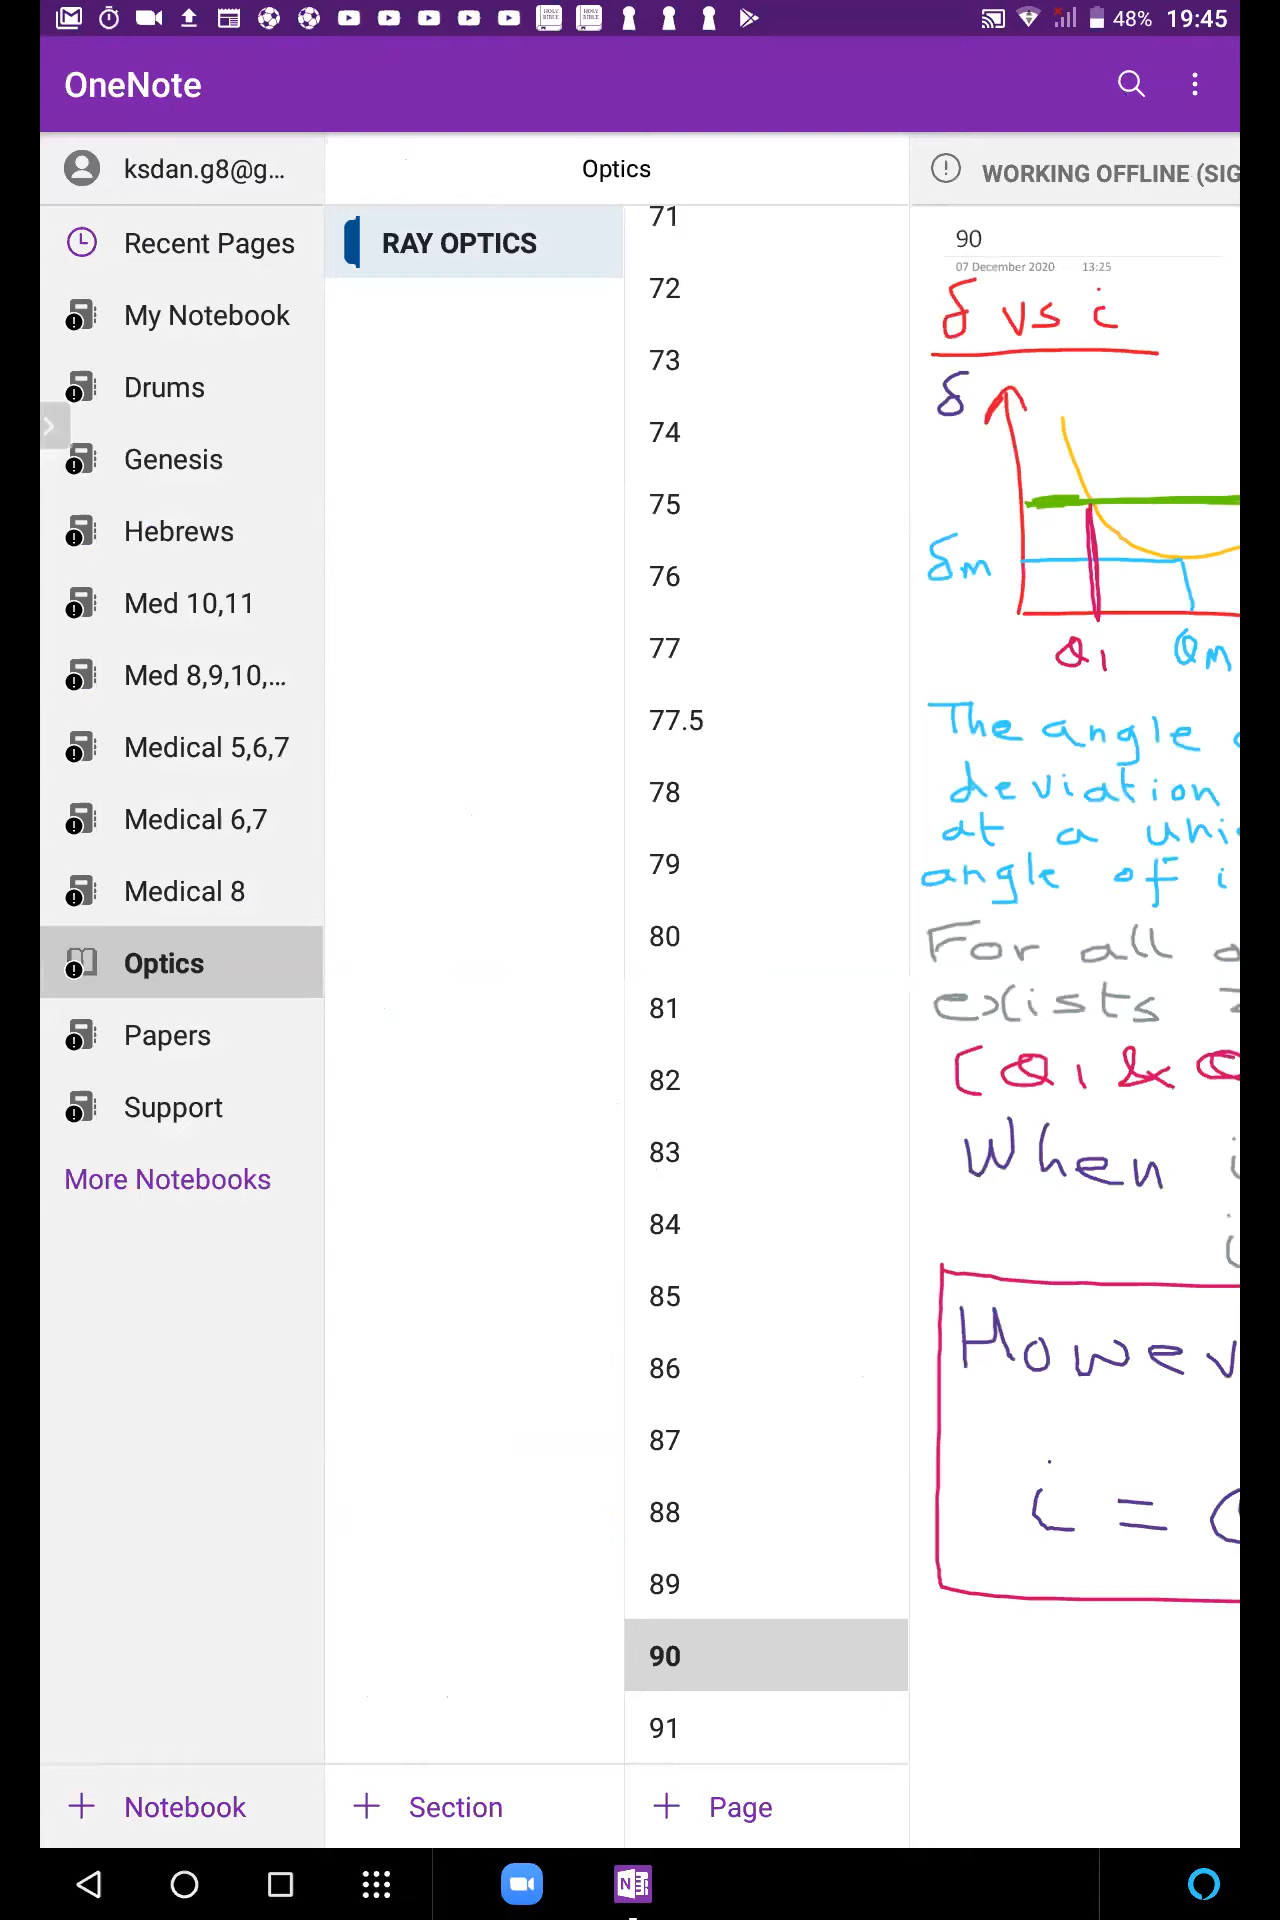 48% 19:45
OneNote
ksdan.g8@g...
Optics
WORKING OFFLINE (SIG
Recent Pages
My Notebook
Drums
Genesis
Hebrews
Med 10,11
Med 8,9,10,...
Medical 5,6,7
Medical 6,7
Medical 8
Optics
Papers
Support
More Notebooks
RAY OPTICS
71
72
73
74
75
76
77
77.5
78
79
80
81
82
83
84
85
86
87
88
89
90
91
90
07 December 2020 13:25
δ vs i
δ
δm
θ1 θm
The angle
deviation
at a uni
angle of i
For all
exists
(θ1 &
When i
i
Howev
i =
+ Notebook
+ Section
+ Page